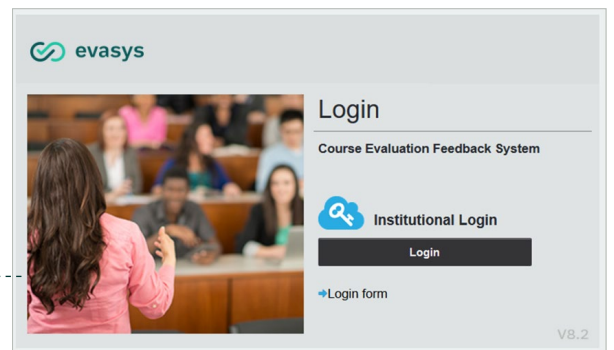 evasys
Login
Course Evaluation Feedback System
Institutional Login
Login
Login form
V8.2